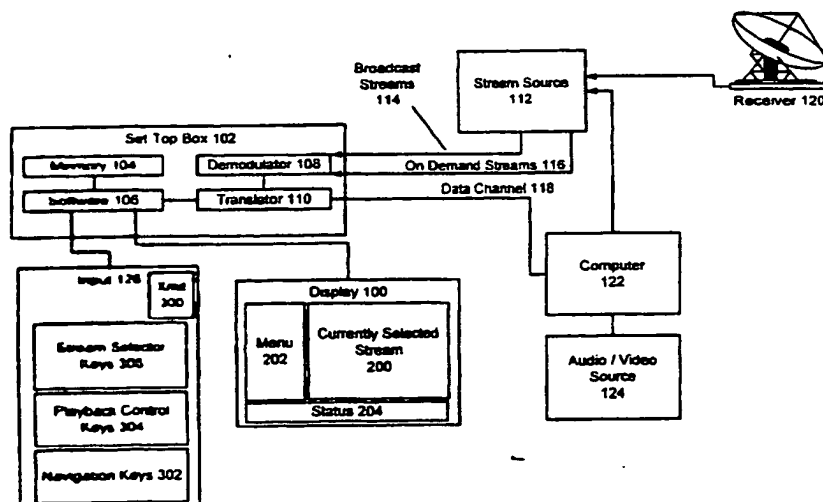 Broadcast
Streams
114
Stream Source
112
Receiver 120
Set Top Box 102
Memory 104
Demodulator 108
On Demand Streams 116
Software 106
Translator 110
Data Channel 118
Input 126
Xmit
300
Stream Selector
Keys 306
Playback Control
Keys 304
Navigation Keys 302
Display 100
Menu
202
Currently Selected
Stream
200
Status 204
Computer
122
Audio / Video
Source
124